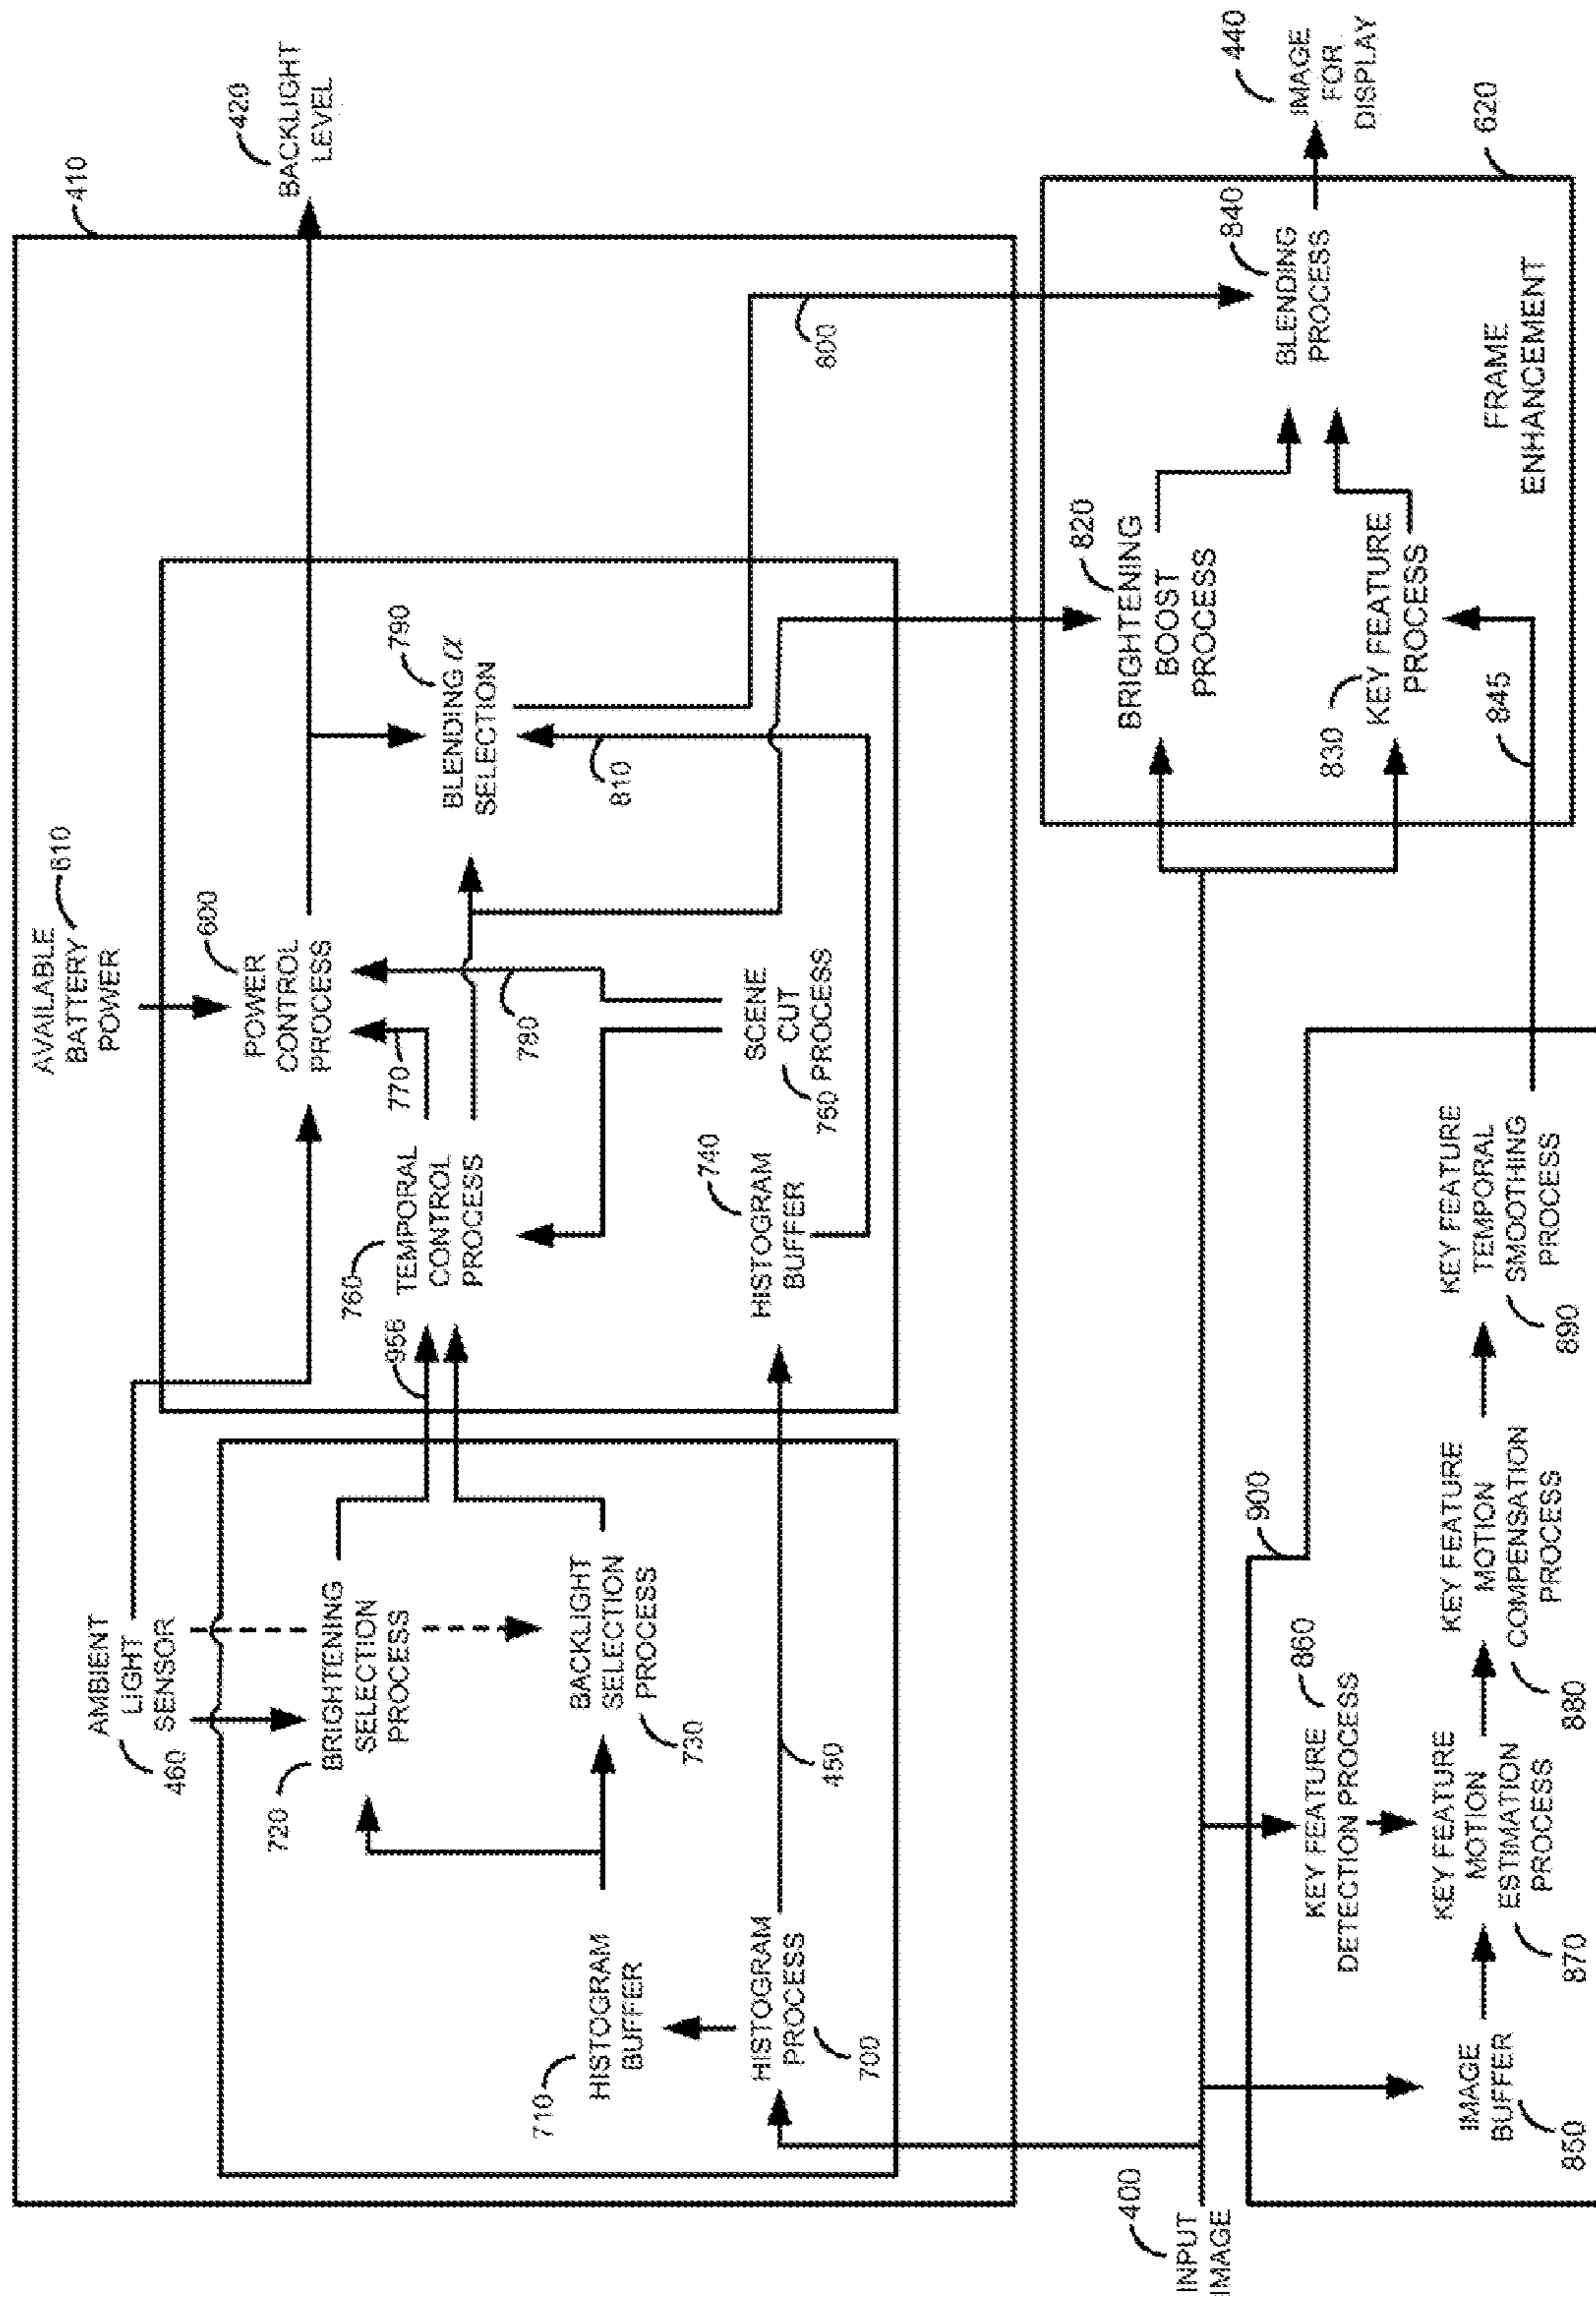 410
420
BACKLIGHT
LEVEL
AVAILABLE
BATTERY
POWER
610
AMBIENT
LIGHT
SENSOR
460
600
POWER
CONTROL
PROCESS
770
780
790
BLENDING α
SELECTION
810
800
760
TEMPORAL
CONTROL
PROCESS
956
SCENE
CUT
750 PROCESS
740
HISTOGRAM
BUFFER
720
BRIGHTENING
SELECTION
PROCESS
BACKLIGHT
SELECTION
PROCESS
730
450
710
HISTOGRAM
BUFFER
HISTOGRAM
PROCESS
700
400
INPUT
IMAGE
BRIGHTENING
BOOST
PROCESS
820
830
KEY FEATURE
PROCESS
845
840
BLENDING
PROCESS
FRAME
ENHANCEMENT
620
440
IMAGE
FOR
DISPLAY
900
KEY FEATURE
DETECTION PROCESS
860
IMAGE
BUFFER
850
KEY FEATURE
MOTION
ESTIMATION
PROCESS
870
KEY FEATURE
MOTION
COMPENSATION
PROCESS
880
KEY FEATURE
TEMPORAL
SMOOTHING
PROCESS
890